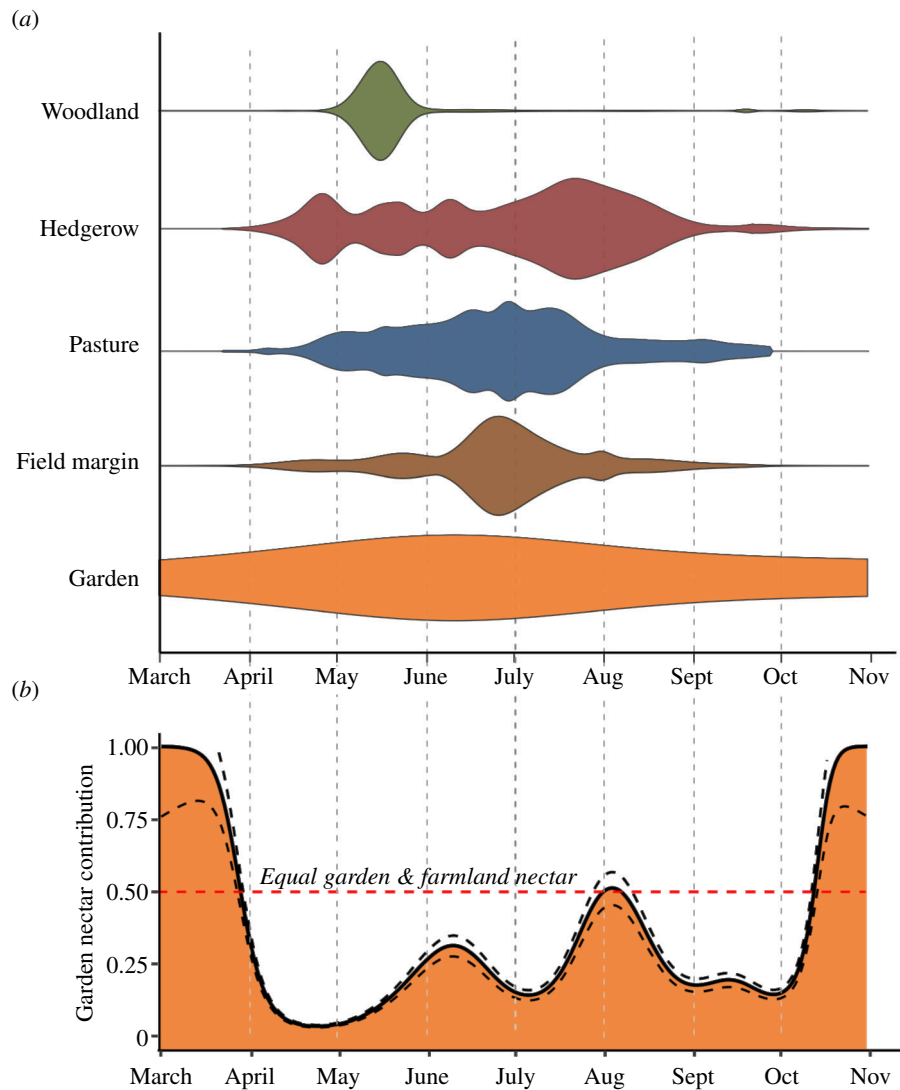 (a)
Woodland
Hedgerow
Pasture
Field margin
Garden
March April May June July Aug Sept Oct Nov
(b)
Garden nectar contribution
1.00
0.75
0.50
0.25
0
Equal garden & farmland nectar
March April May June July Aug Sept Oct Nov